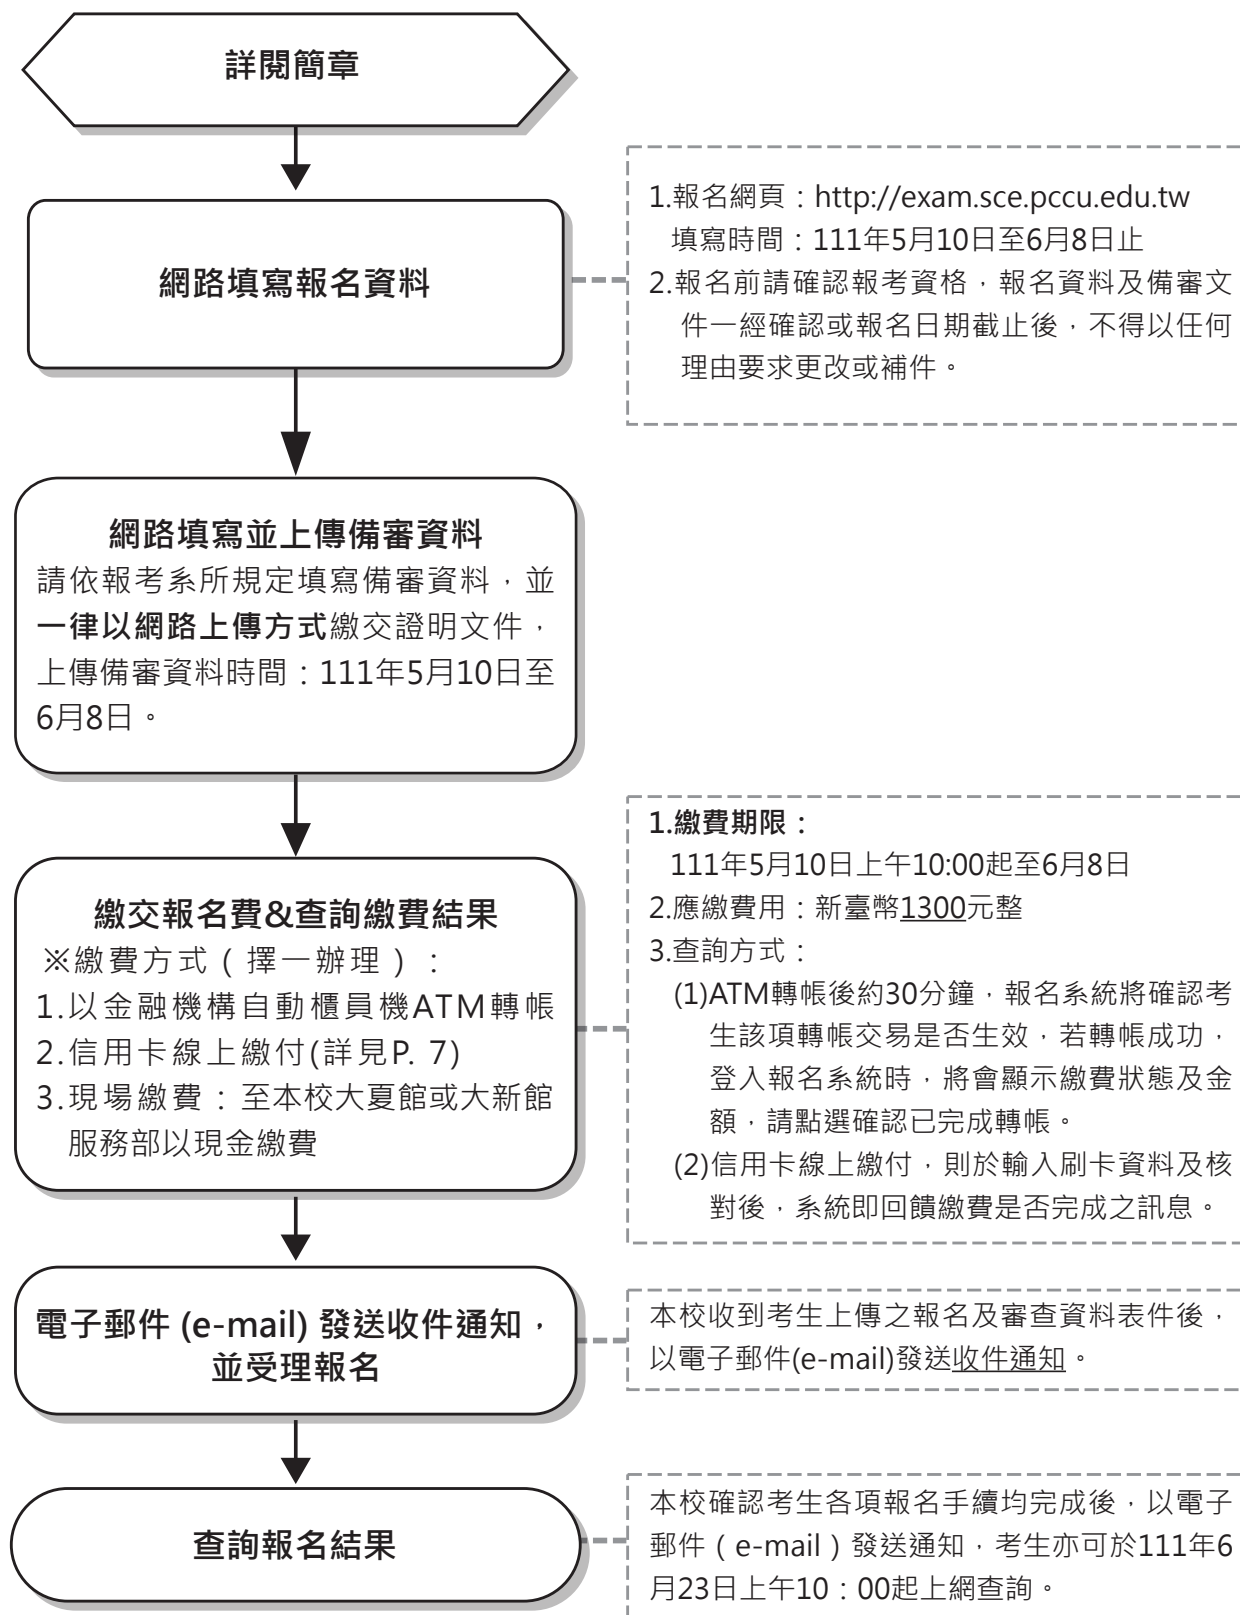 詳閱簡章
網路填寫報名資料
1.報名網頁：http://exam.sce.pccu.edu.tw
填寫時間：111年5月10日至6月8日止
2.報名前請確認報考資格，報名資料及備審文
件一經確認或報名日期截止後，不得以任何
理由要求更改或補件。
網路填寫並上傳備審資料
請依報考系所規定填寫備審資料，並
一律以網路上傳方式繳交證明文件，
上傳備審資料時間：111年5月10日至
6月8日。
繳交報名費&查詢繳費結果
※繳費方式（擇一辦理）：
1.以金融機構自動櫃員機ATM轉帳
2.信用卡線上繳付(詳見P. 7)
3.現場繳費：至本校大夏館或大新館
服務部以現金繳費
1.繳費期限：
111年5月10日上午10:00起至6月8日
2.應繳費用：新臺幣1300元整
3.查詢方式：
(1)ATM轉帳後約30分鐘，報名系統將確認考
生該項轉帳交易是否生效，若轉帳成功，
登入報名系統時，將會顯示繳費狀態及金
額，請點選確認已完成轉帳。
(2)信用卡線上繳付，則於輸入刷卡資料及核
對後，系統即回饋繳費是否完成之訊息。
電子郵件 (e-mail) 發送收件通知，
並受理報名
本校收到考生上傳之報名及審查資料表件後，
以電子郵件(e-mail)發送收件通知。
查詢報名結果
本校確認考生各項報名手續均完成後，以電子
郵件（e-mail）發送通知，考生亦可於111年6
月23日上午10：00起上網查詢。